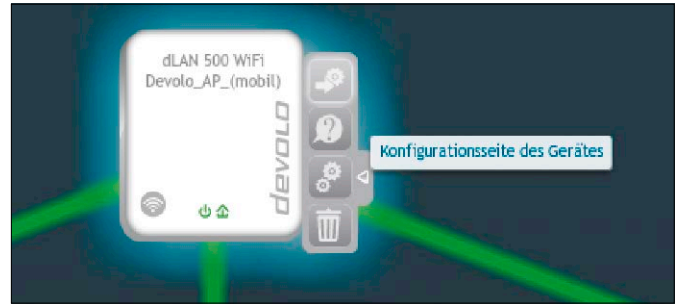 dLAN 500 WiFi
Devolo_AP_(mobil)
devolo
Konfigurationsseite des Gerätes